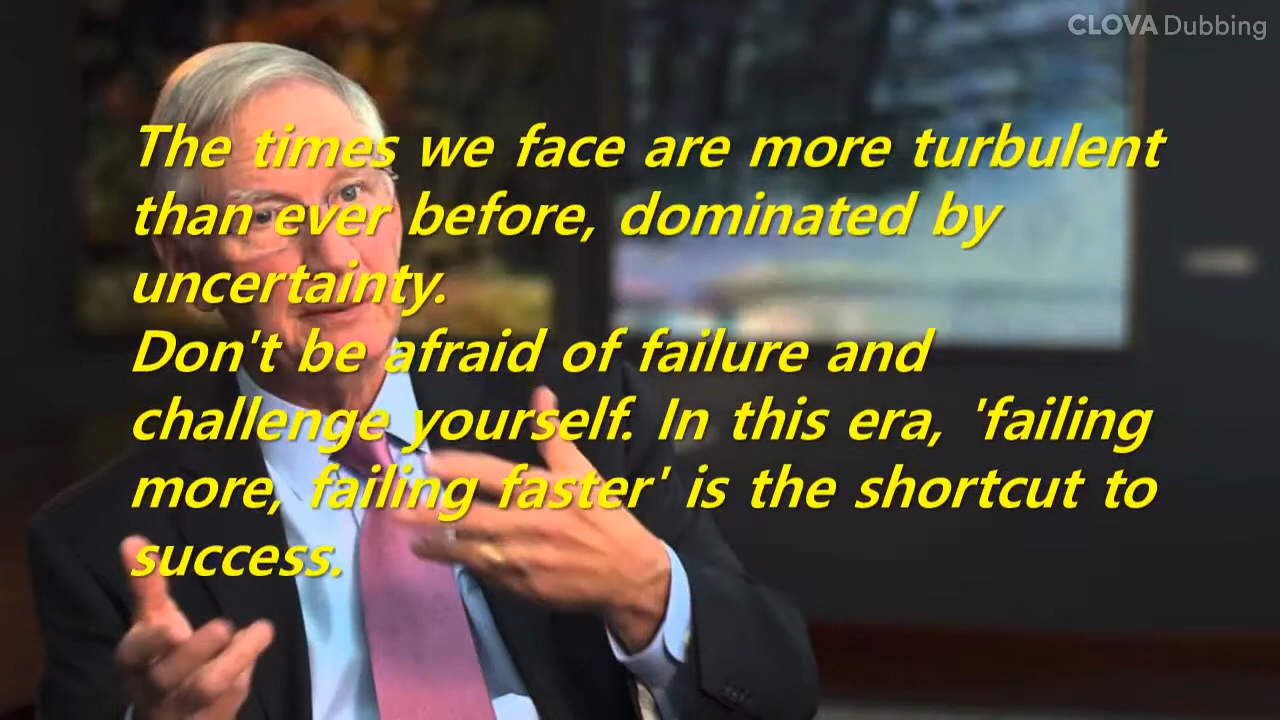 CLOVA Dubbing
The times we face are more turbulent
than ever before, dominated by
uncertainty.
Don't be afraid of failure and
challenge yourself. In this era, 'failing
more, failing faster' is the shortcut to
success.